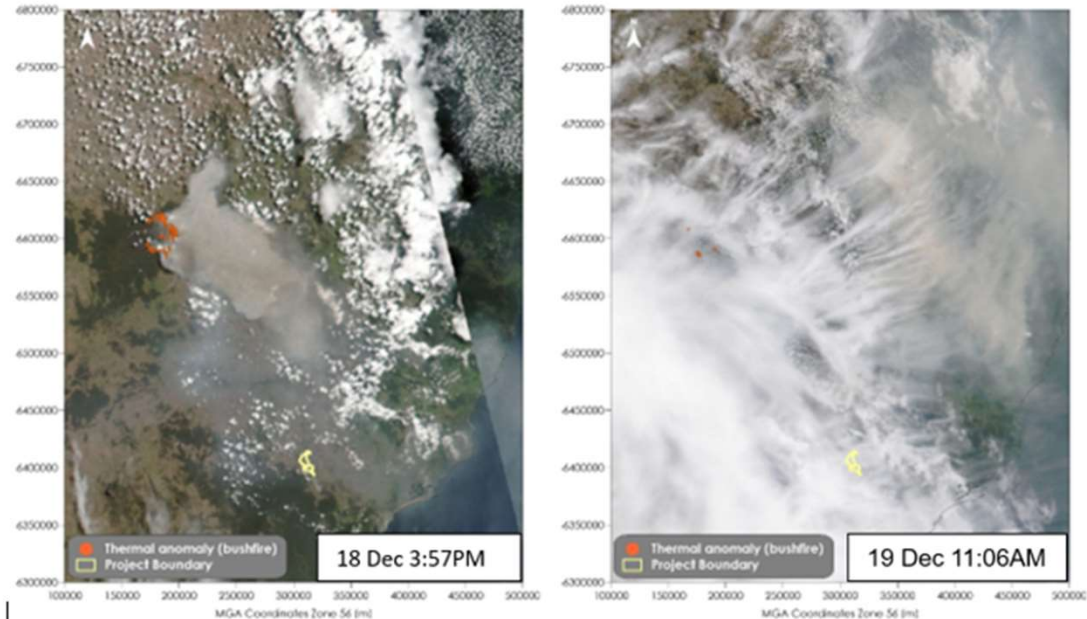 6800000
6750000
6700000
6650000
6600000
6550000
6500000
6450000
6400000
6350000
6300000
100000 150000 200000 250000 300000 350000 400000 450000 500000
MGA Coordinates Zone 56 [m]
Thermal anomaly (bushfire)
Project Boundary
18 Dec 3:57PM
6800000
6750000
6700000
6650000
6600000
6550000
6500000
6450000
6400000
6350000
6300000
100000 150000 200000 250000 300000 350000 400000 450000 500000
MGA Coordinates Zone 56 [m]
Thermal anomaly (bushfire)
Project Boundary
19 Dec 11:06AM